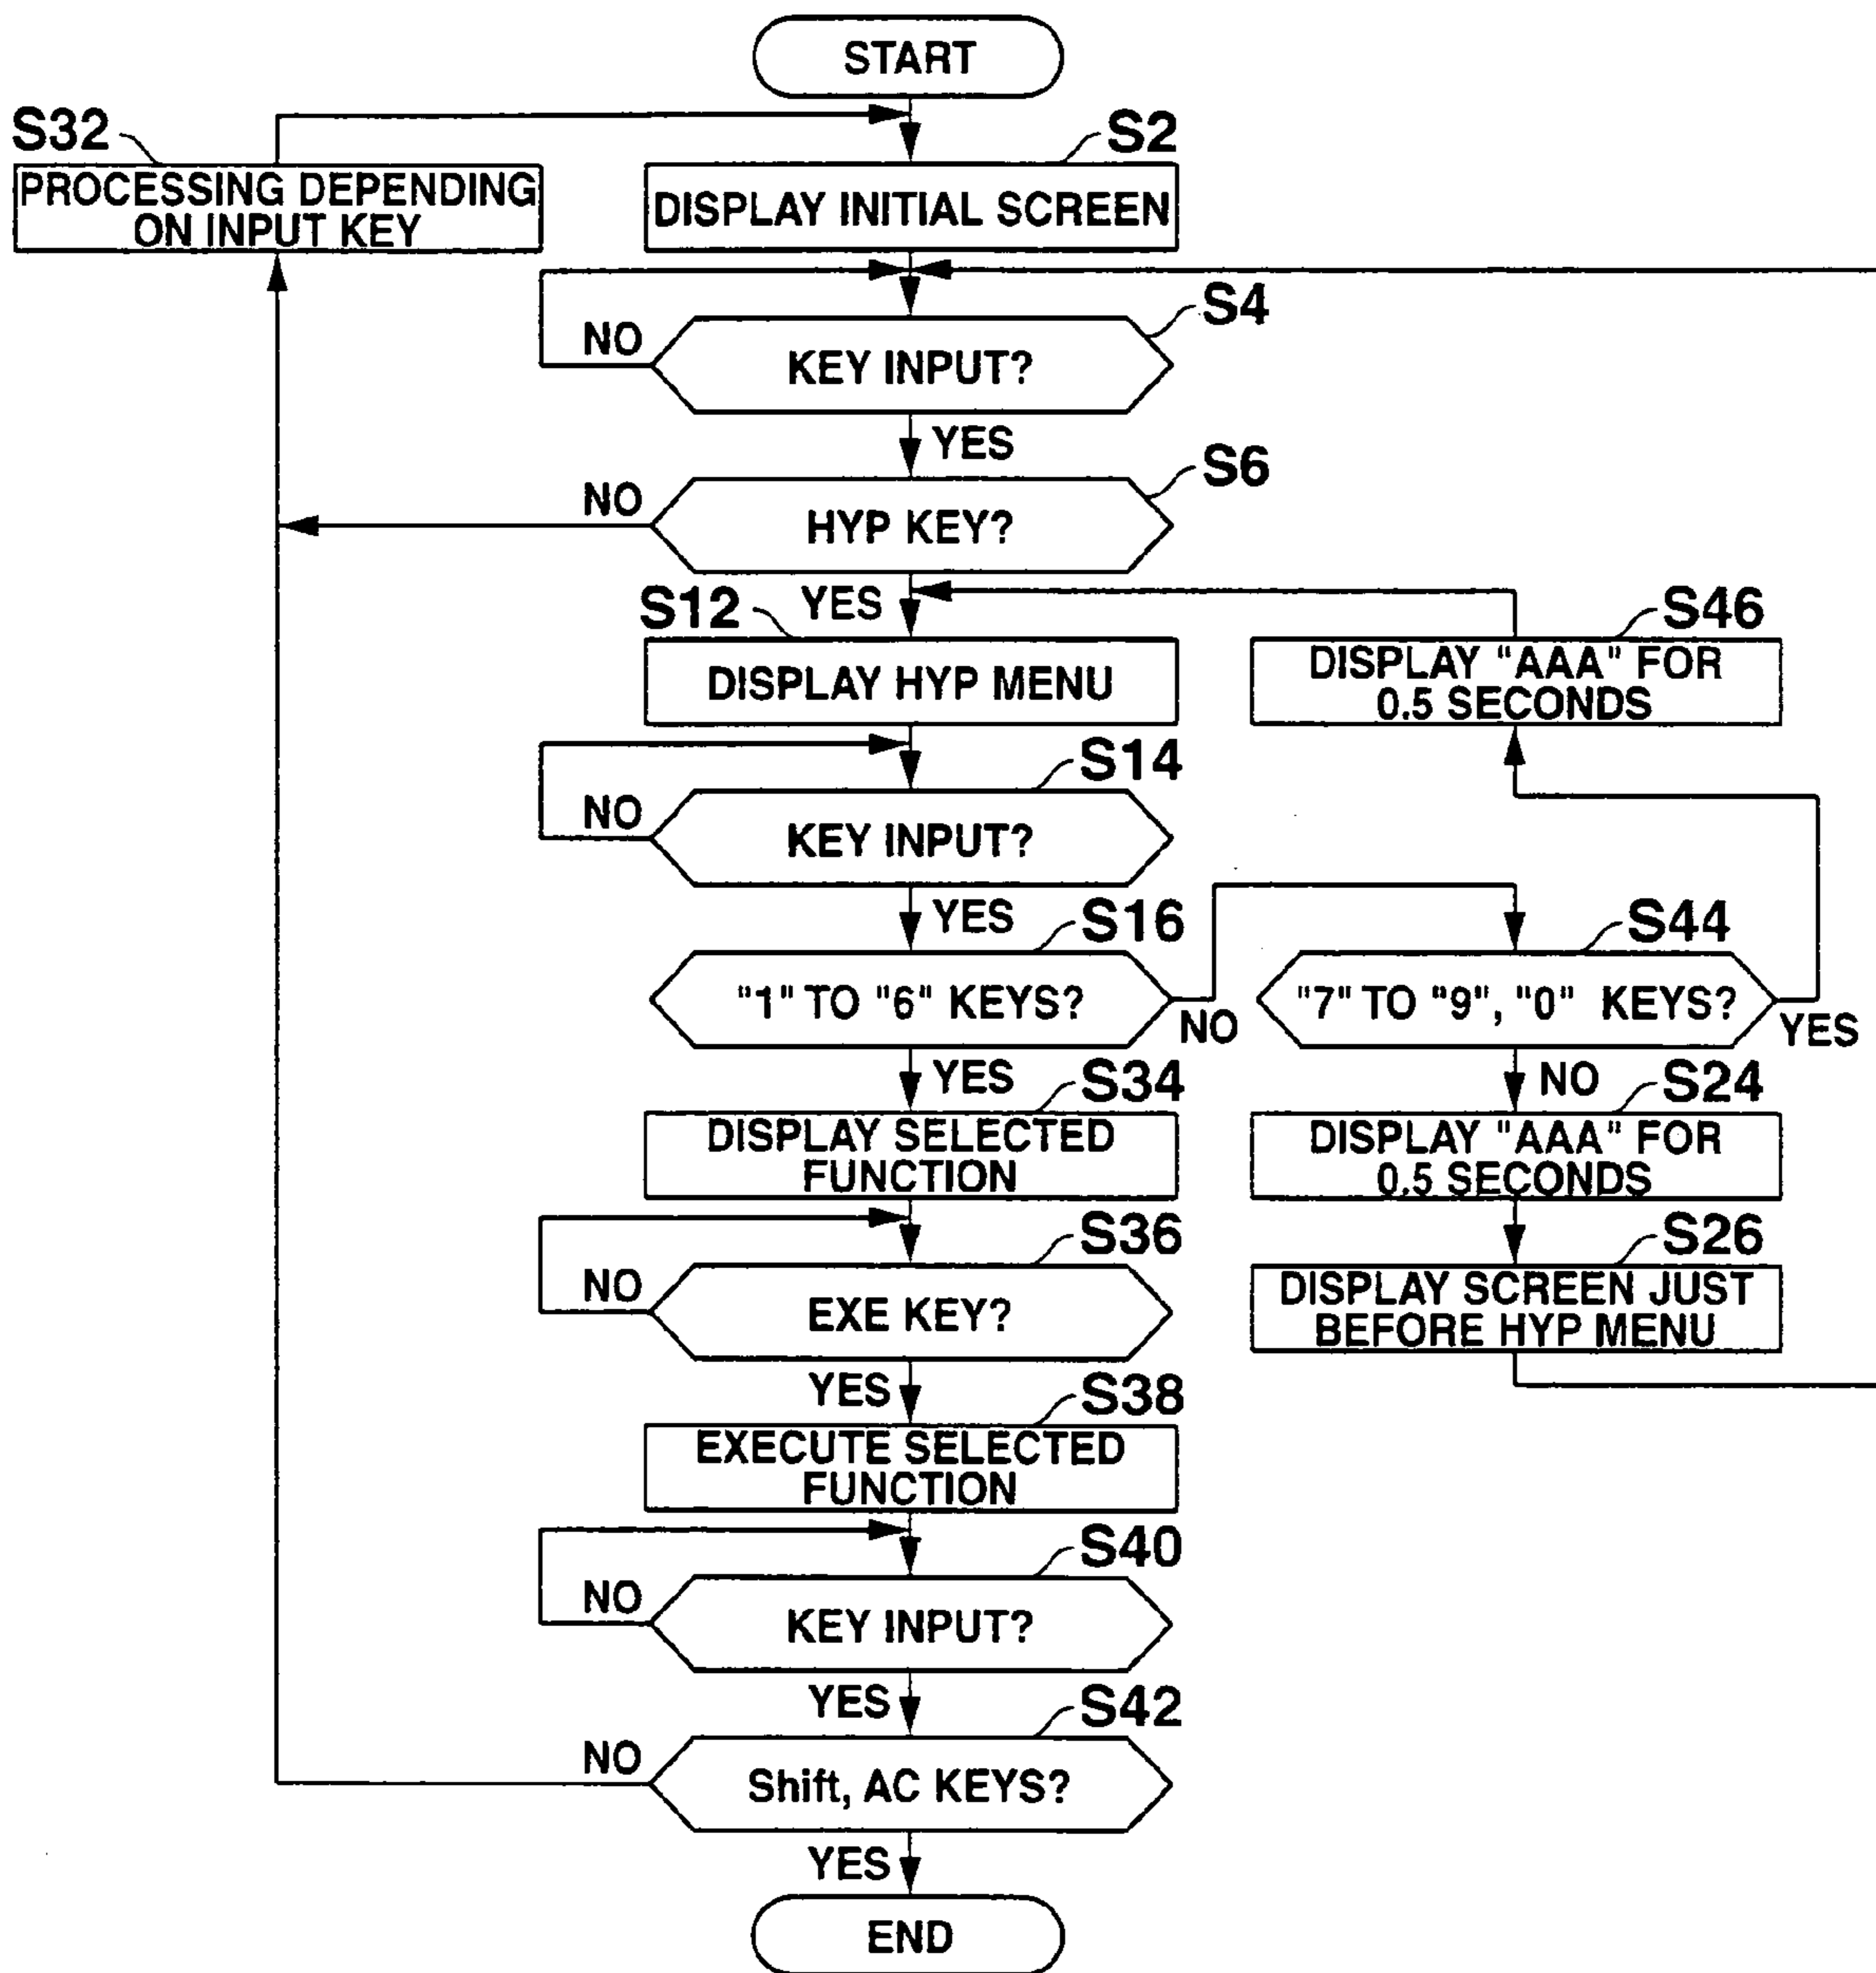 START
S32
PROCESSING DEPENDING
ON INPUT KEY
S2
DISPLAY INITIAL SCREEN
S4
NO
KEY INPUT?
YES
S6
NO
HYP KEY?
YES
S12
DISPLAY HYP MENU
S46
DISPLAY "AAA" FOR
0.5 SECONDS
S14
NO
KEY INPUT?
YES
S16
"1" TO "6" KEYS?
NO
S44
"7" TO "9", "0" KEYS?
YES
YES
S34
DISPLAY SELECTED
FUNCTION
NO
S24
DISPLAY "AAA" FOR
0.5 SECONDS
S36
NO
EXE KEY?
S26
DISPLAY SCREEN JUST
BEFORE HYP MENU
YES
S38
EXECUTE SELECTED
FUNCTION
S40
NO
KEY INPUT?
YES
S42
NO
Shift, AC KEYS?
YES
END